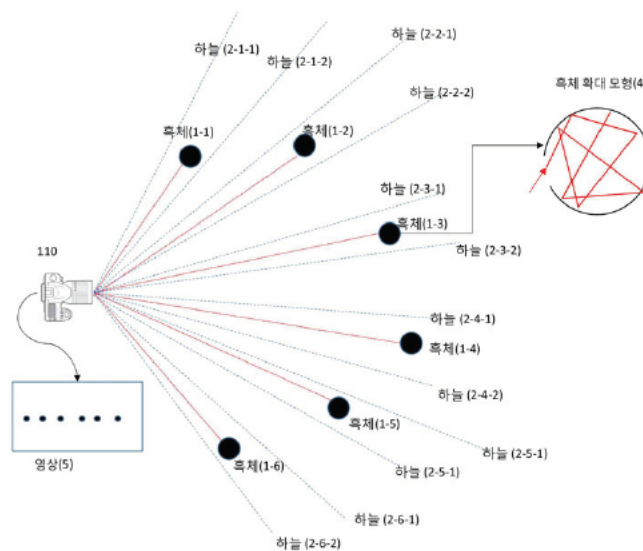 하늘 (2-1-1)
하늘 (2-1-2)
하늘 (2-2-1)
하늘 (2-2-2)
흑체 확대 모형(4
흑체(1-1)
흑체(1-2)
하늘 (2-3-1)
흑체(1-3)
하늘 (2-3-2)
110
하늘 (2-4-1)
흑체(1-4)
하늘 (2-4-2)
흑체(1-5)
하늘 (2-5-1)
영상(5)
흑체(1-6)
하늘 (2-5-1)
하늘 (2-6-1)
하늘 (2-6-2)